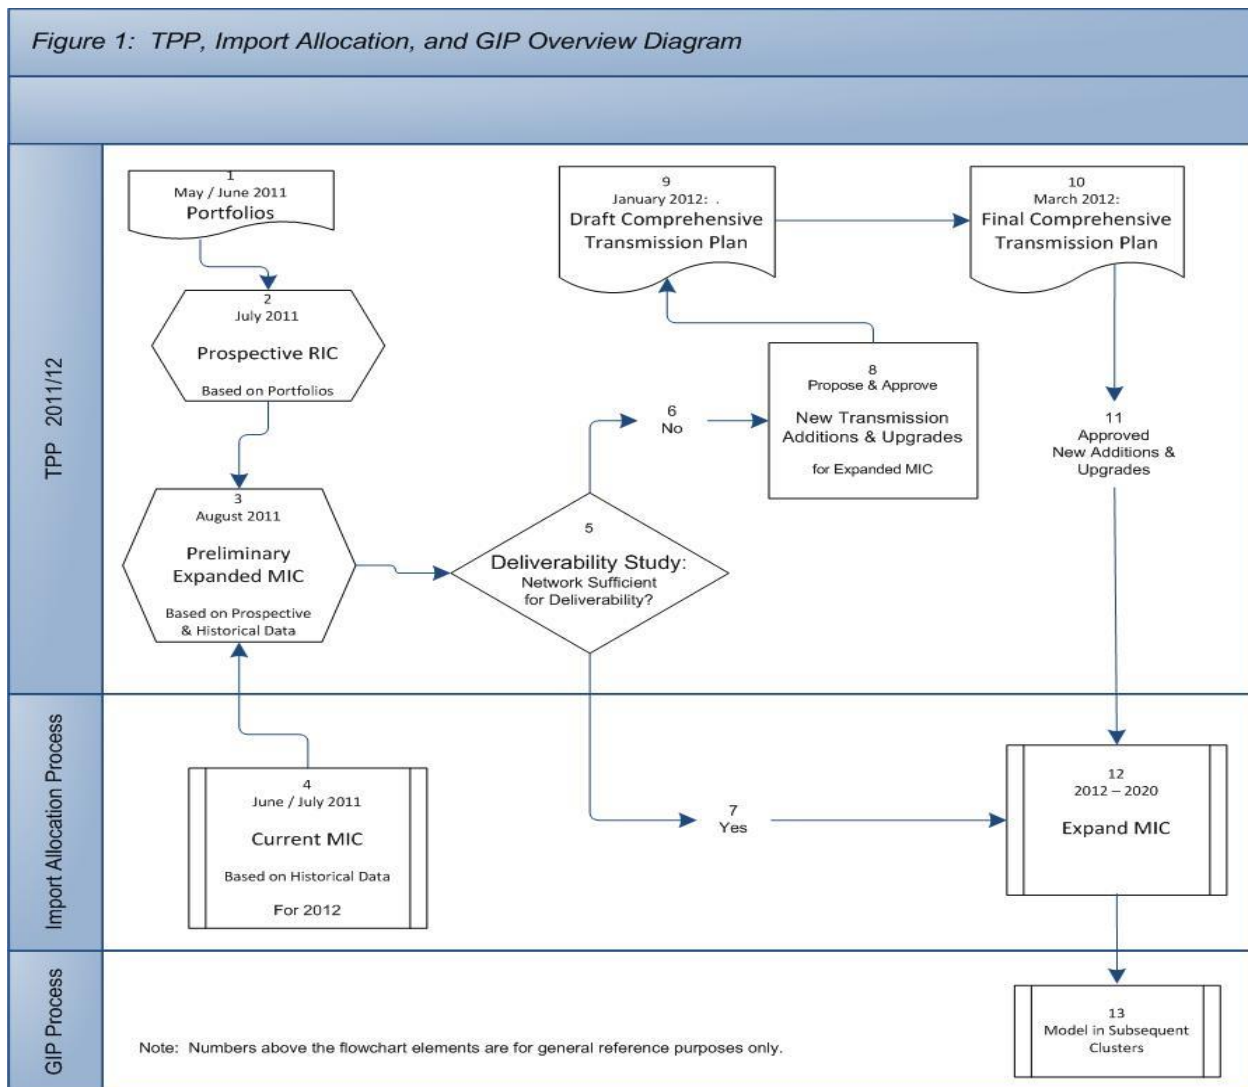 Figure 1: TPP, Import Allocation, and GIP Overview Diagram
TPP 2011/12
1
May / June 2011
Portfolios
2
July 2011
Prospective RIC
Based on Portfolios
3
August 2011
Preliminary
Expanded MIC
Based on Prospective
& Historical Data
5
Deliverability Study:
Network Sufficient
for Deliverability?
6
No
8
Propose & Approve
New Transmission
Additions & Upgrades
for Expanded MIC
9
January 2012: .
Draft Comprehensive
Transmission Plan
10
March 2012:
Final Comprehensive
Transmission Plan
11
Approved
New Additions &
Upgrades
Import Allocation Process
4
June / July 2011
Current MIC
Based on Historical Data
For 2012
7
Yes
12
2012 – 2020
Expand MIC
GIP Process
13
Model in Subsequent
Clusters
Note: Numbers above the flowchart elements are for general reference purposes only.